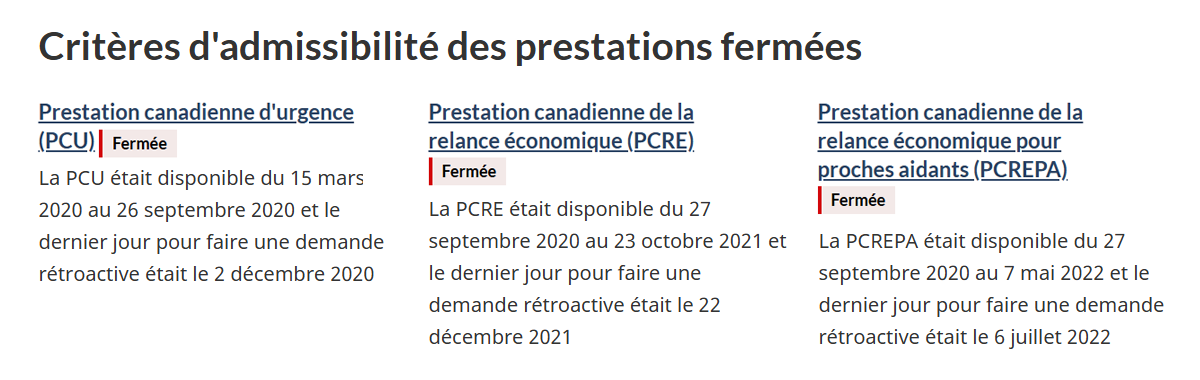 Critères d'admissibilité des prestations fermées
Prestation canadienne d'urgence
(PCU) Fermée
La PCU était disponible du 15 mars
2020 au 26 septembre 2020 et le
dernier jour pour faire une demande
rétroactive était le 2 décembre 2020
Prestation canadienne de la
relance économique (PCRE)
Fermée
La PCRE était disponible du 27
septembre 2020 au 23 octobre 2021 et
le dernier jour pour faire une
demande rétroactive était le 22
décembre 2021
Prestation canadienne de la
relance économique pour
proches aidants (PCREPA)
Fermée
La PCREPA était disponible du 27
septembre 2020 au 7 mai 2022 et le
dernier jour pour faire une demande
rétroactive était le 6 juillet 2022